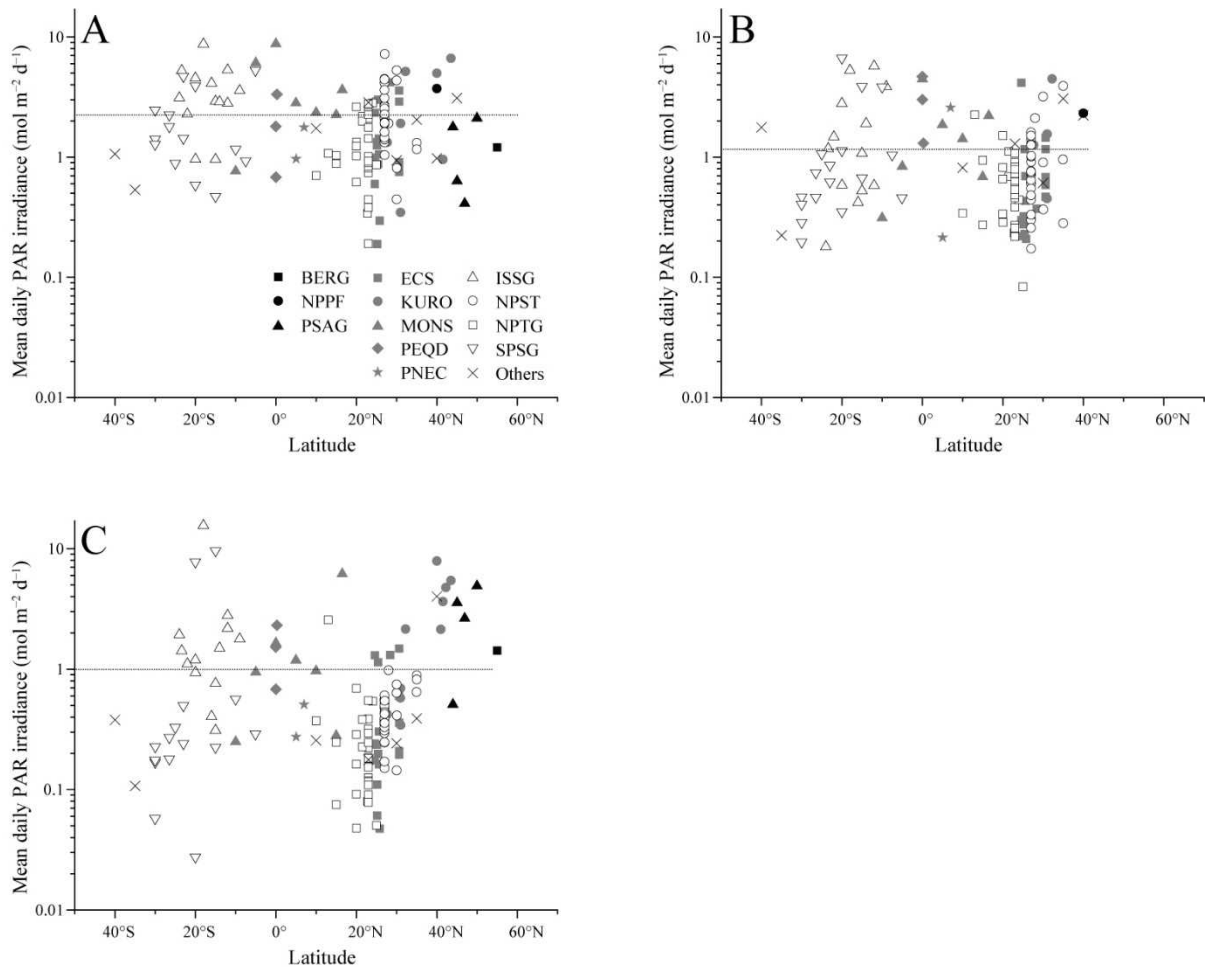 A
Mean daily PAR irradiance (mol m⁻² d⁻¹)
10
1
0.1
0.01
BERG
NPPF
PSAG
ECS
KURO
MONS
PEQD
PNEC
ISSG
NPST
NPTG
SPSG
Others
40°S 20°S 0° 20°N 40°N 60°N
Latitude
B
Mean daily PAR irradiance (mol m⁻² d⁻¹)
10
1
0.1
0.01
40°S 20°S 0° 20°N 40°N 60°N
Latitude
C
Mean daily PAR irradiance (mol m⁻² d⁻¹)
10
1
0.1
0.01
40°S 20°S 0° 20°N 40°N 60°N
Latitude